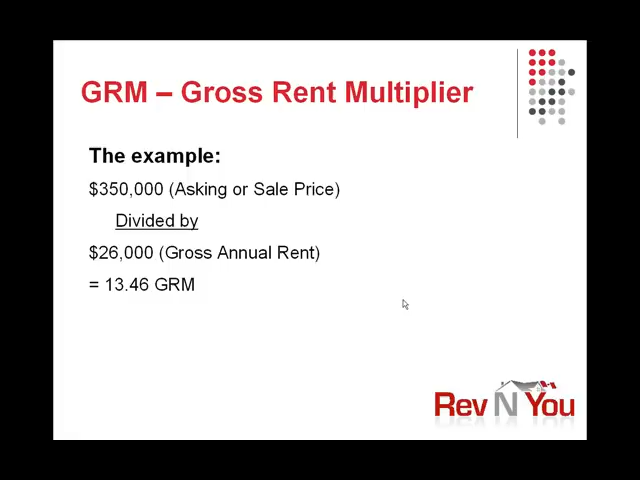 GRM – Gross Rent Multiplier
The example:
$350,000 (Asking or Sale Price)
Divided by
$26,000 (Gross Annual Rent)
= 13.46 GRM
Rev N You